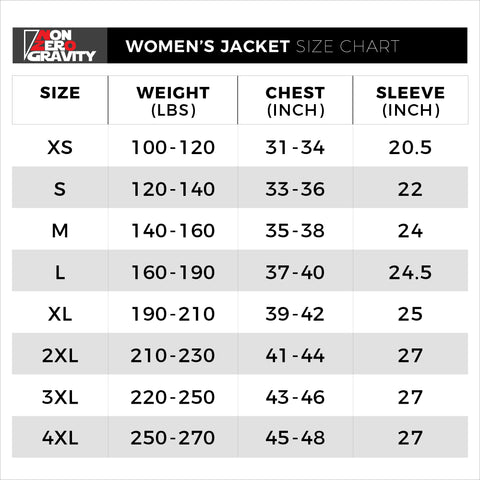 NON
ZERO
GRAVITY
WOMEN'S JACKET SIZE CHART
SIZE WEIGHT (LBS) CHEST (INCH) SLEEVE (INCH)
XS 100-120 31-34 20.5
S 120-140 33-36 22
M 140-160 35-38 24
L 160-190 37-40 24.5
XL 190-210 39-42 25
2XL 210-230 41-44 27
3XL 220-250 43-46 27
4XL 250-270 45-48 27